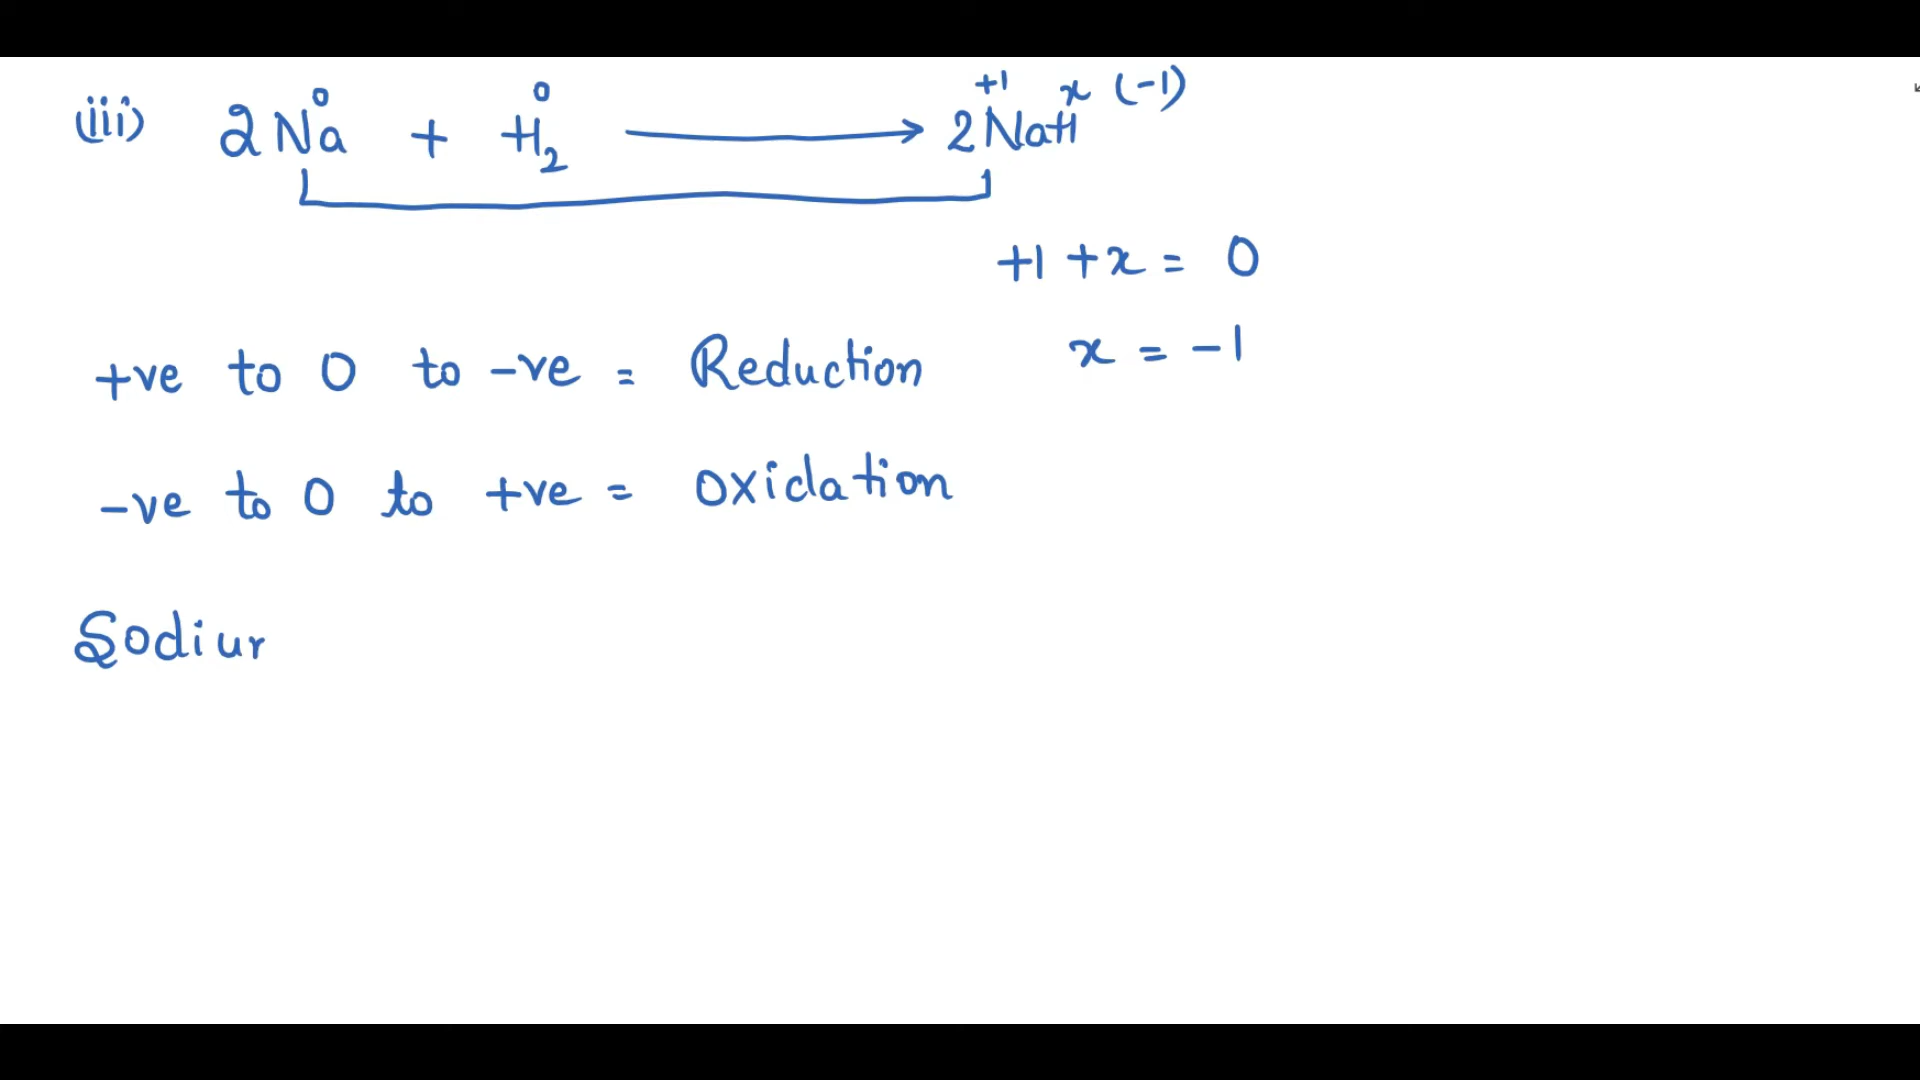 0 0 +1 x (-1)
(iii) 2Na + H₂ ⟶ 2NaH
+1 + x = 0
x = -1
+ve to 0 to -ve = Reduction
-ve to 0 to +ve = Oxidation
Sodiur